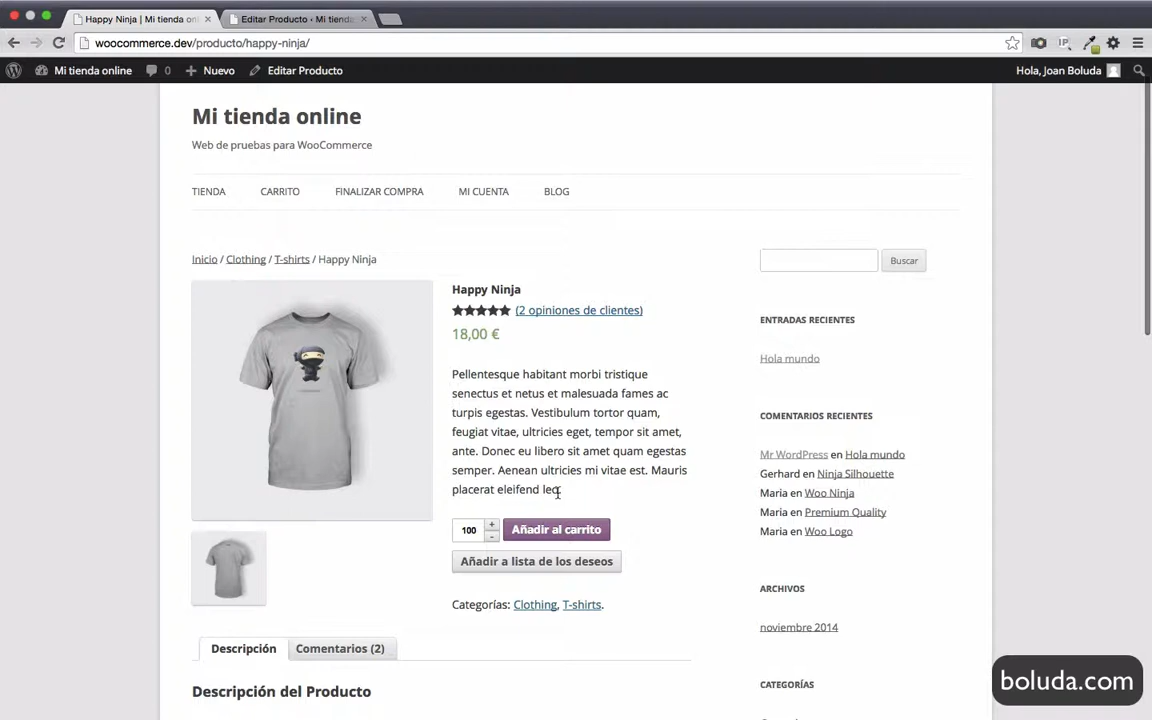 Happy Ninja | Mi tienda on
Editar Producto ‹ Mi tienda
woocommerce.dev/producto/happy-ninja/
Mi tienda online
0
Nuevo
Editar Producto
Hola, Joan Boluda
Mi tienda online
Web de pruebas para WooCommerce
TIENDA
CARRITO
FINALIZAR COMPRA
MI CUENTA
BLOG
Inicio / Clothing / T-shirts / Happy Ninja
Happy Ninja
(2 opiniones de clientes)
18,00 €
Pellentesque habitant morbi tristique
senectus et netus et malesuada fames ac
turpis egestas. Vestibulum tortor quam,
feugiat vitae, ultricies eget, tempor sit amet,
ante. Donec eu libero sit amet quam egestas
semper. Aenean ultricies mi vitae est. Mauris
placerat eleifend leo.
100
+
-
Añadir al carrito
Añadir a lista de los deseos
Categorías: Clothing, T-shirts.
Descripción
Comentarios (2)
Descripción del Producto
Buscar
ENTRADAS RECIENTES
Hola mundo
COMENTARIOS RECIENTES
Mr WordPress en Hola mundo
Gerhard en Ninja Silhouette
Maria en Woo Ninja
Maria en Premium Quality
Maria en Woo Logo
ARCHIVOS
noviembre 2014
CATEGORÍAS
boluda.com